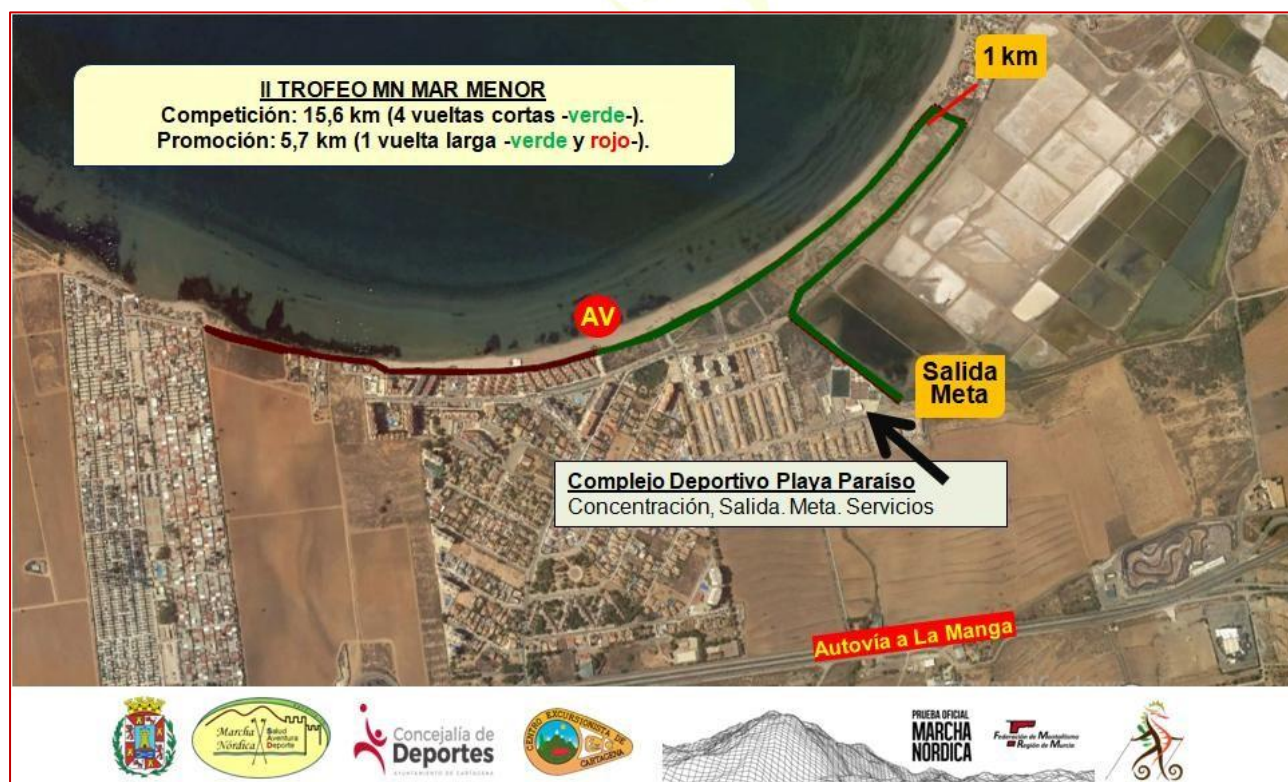 1 km
II TROFEO MN MAR MENOR
Competición: 15,6 km (4 vueltas cortas -verde-).
Promoción: 5,7 km (1 vuelta larga -verde y rojo-).
AV
Salida
Meta
Complejo Deportivo Playa Paraíso
Concentración, Salida. Meta. Servicios
Autovía a La Manga
Marcha
Nórdica
Salud
Aventura
Deporte
Concejalía de
Deportes
AYUNTAMIENTO DE CARTAGENA
CENTRO EXCURSIONISTA DE
CARTAGENA
PRUEBA OFICIAL
MARCHA
NÓRDICA
Federación de Montañismo
Región de Murcia